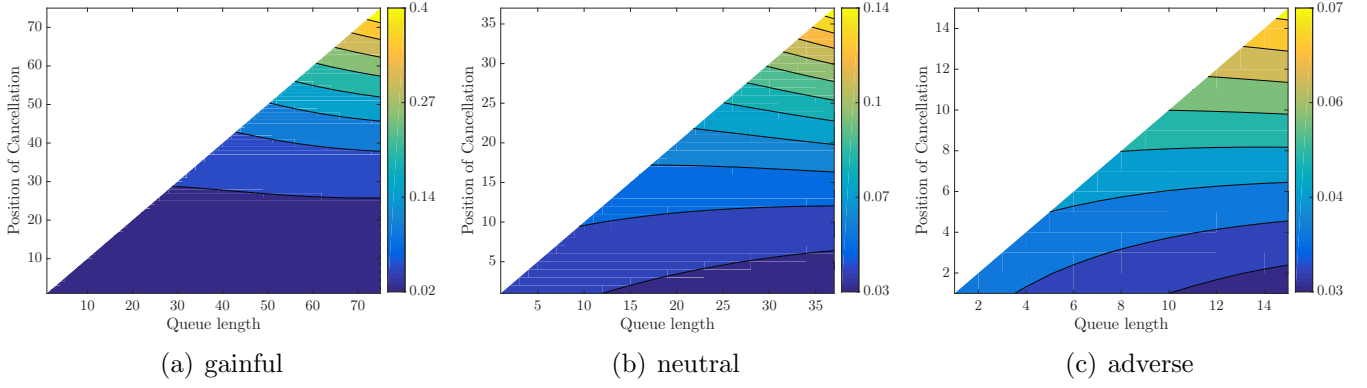 Position of Cancellation
70
60
50
40
30
20
10
10 20 30 40 50 60 70
Queue length
0.4
0.27
0.14
0.02
(a) gainful
Position of Cancellation
35
30
25
20
15
10
5
5 10 15 20 25 30 35
Queue length
0.14
0.1
0.07
0.03
(b) neutral
Position of Cancellation
14
12
10
8
6
4
2
2 4 6 8 10 12 14
Queue length
0.07
0.06
0.04
0.03
(c) adverse